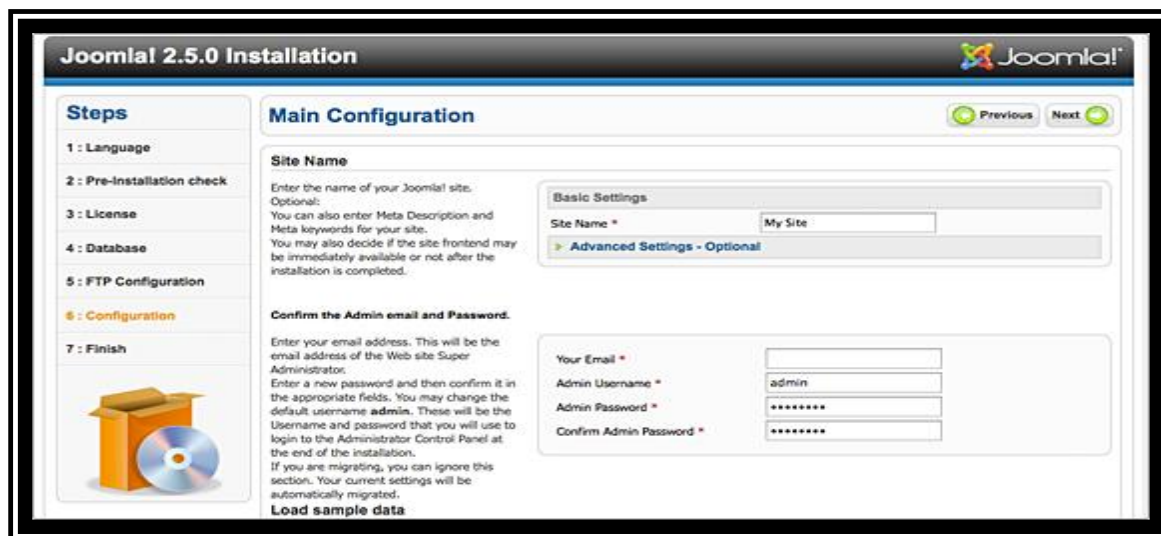 Joomla! 2.5.0 Installation
Joomla!
Steps
1 : Language
2 : Pre-Installation check
3 : License
4 : Database
5 : FTP Configuration
6 : Configuration
7 : Finish
Main Configuration
Previous
Next
Site Name
Enter the name of your Joomla! site.
Optional:
You can also enter Meta Description and
Meta keywords for your site.
You may also decide if the site frontend may
be immediately available or not after the
installation is completed.
Basic Settings
Site Name * My Site
Advanced Settings - Optional
Confirm the Admin email and Password.
Enter your email address. This will be the
email address of the Web site Super
Administrator.
Enter a new password and then confirm it in
the appropriate fields. You may change the
default username admin. These will be the
Username and password that you will use to
login to the Administrator Control Panel at
the end of the installation.
If you are migrating, you can ignore this
section. Your current settings will be
automatically migrated.
Your Email *
Admin Username * admin
Admin Password * ••••••••
Confirm Admin Password * ••••••••
Load sample data